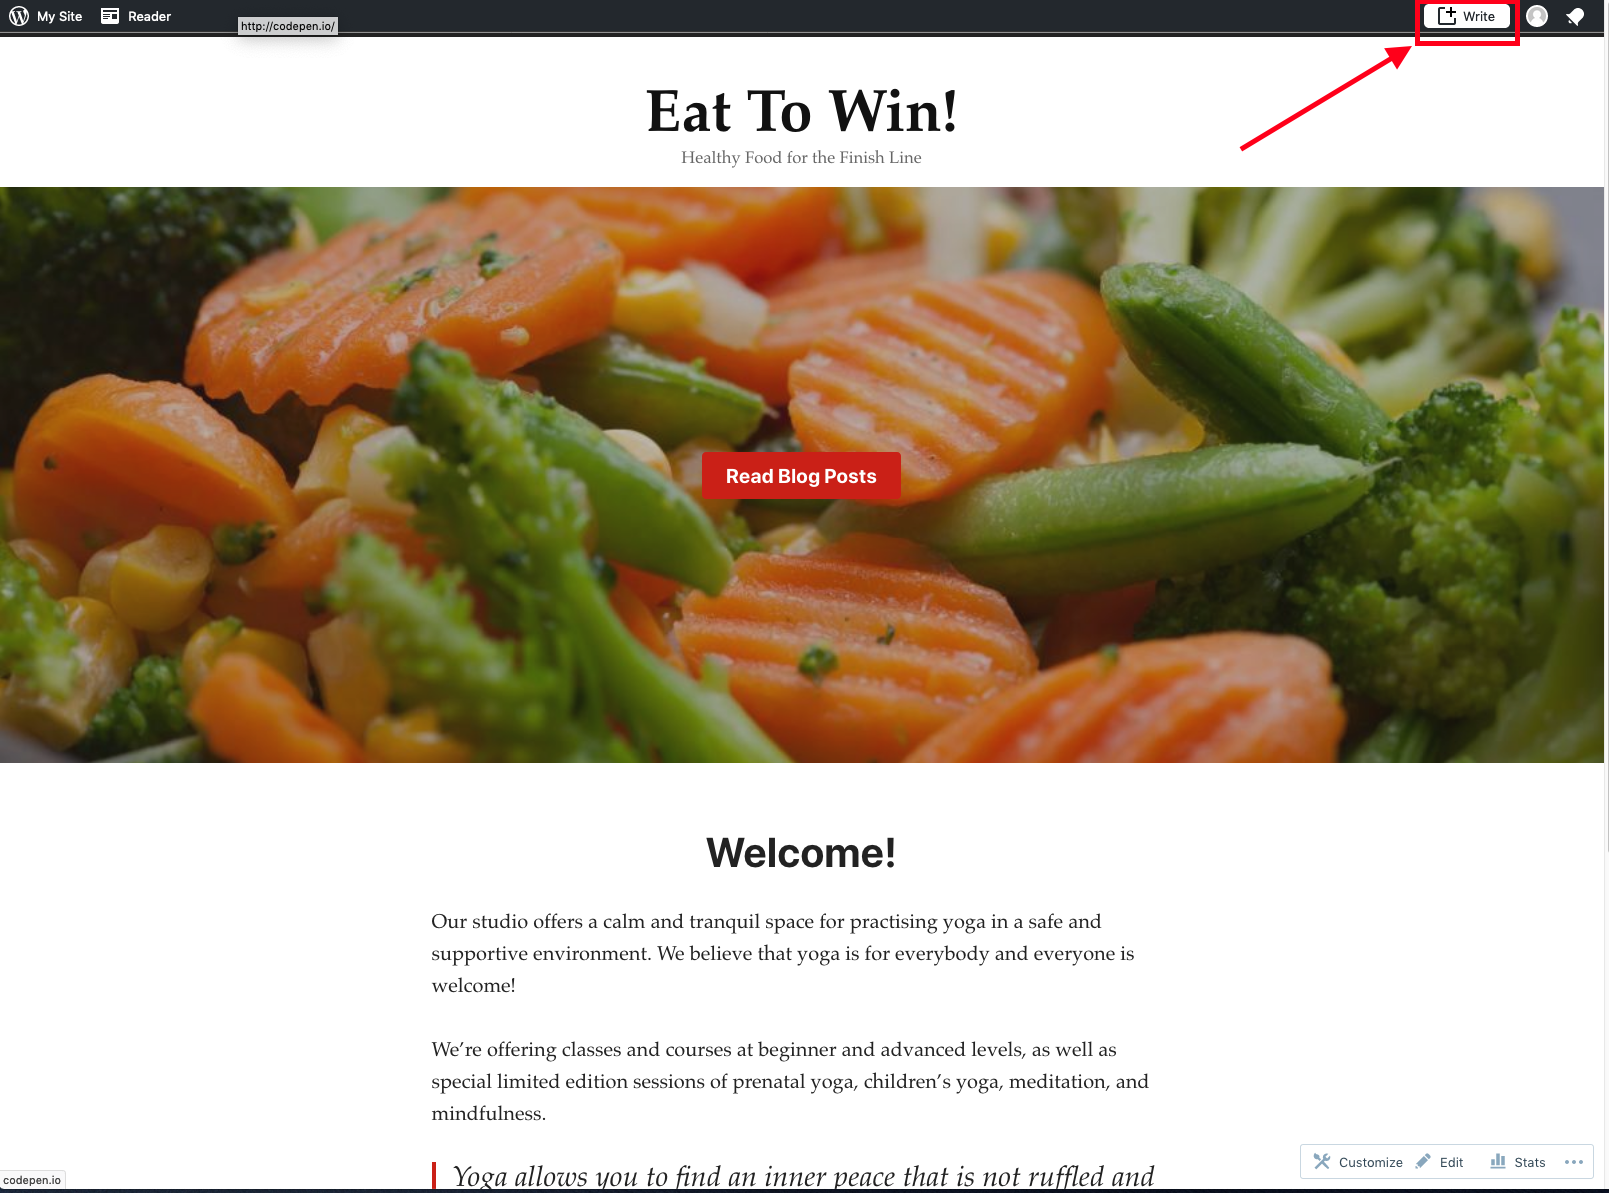 My Site
Reader
http://codepen.io/
Write
Eat To Win!
Healthy Food for the Finish Line
Read Blog Posts
Welcome!
Our studio offers a calm and tranquil space for practising yoga in a safe and
supportive environment. We believe that yoga is for everybody and everyone is
welcome!
We’re offering classes and courses at beginner and advanced levels, as well as
special limited edition sessions of prenatal yoga, children’s yoga, meditation, and
mindfulness.
Yoga allows you to find an inner peace that is not ruffled and
Customize
Edit
Stats
codepen.io